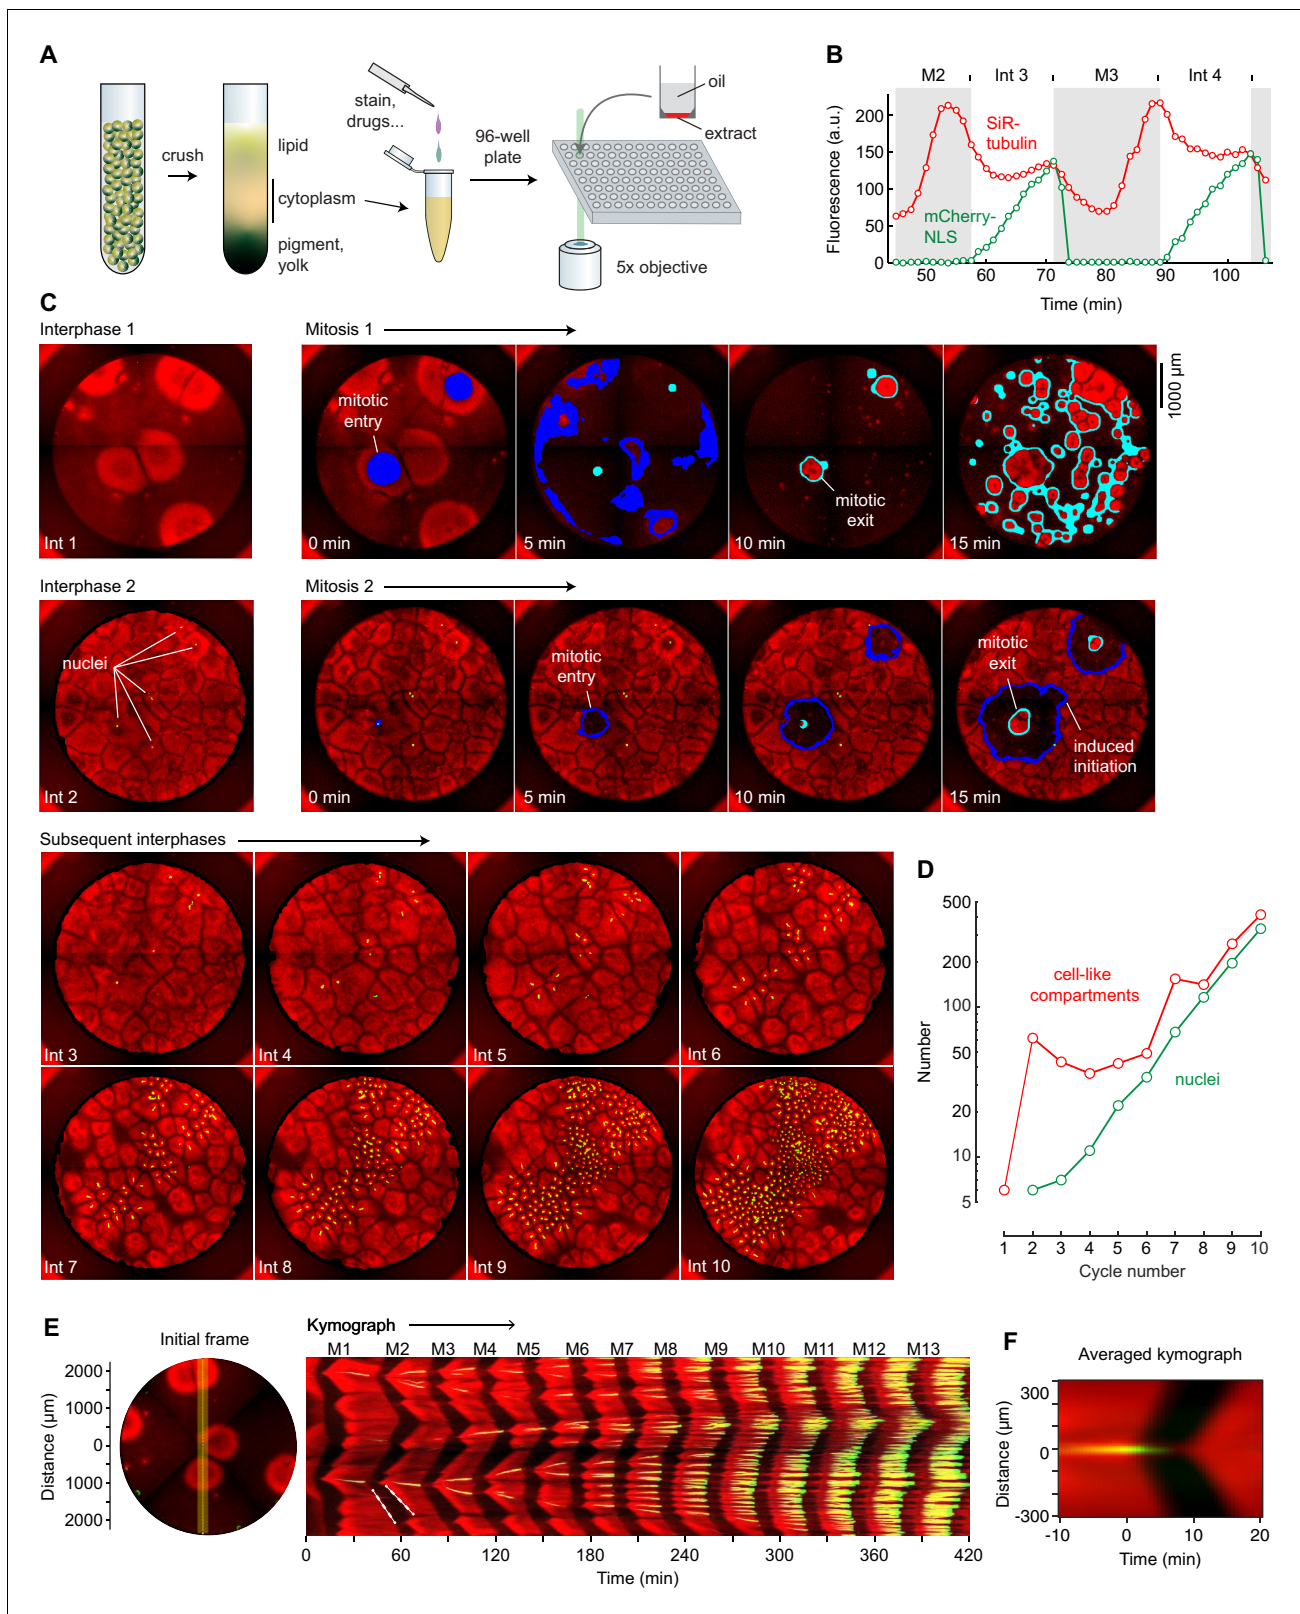 A
crush
lipid
cytoplasm
pigment,
yolk
stain,
drugs...
96-well
plate
oil
extract
5x objective
B
M2 Int 3 M3 Int 4
Fluorescence (a.u.)
200
150
100
50
0
SiR-
tubulin
mCherry-
NLS
50 60 70 80 90 100
Time (min)
C
Interphase 1
Mitosis 1
Int 1
mitotic
entry
0 min
5 min
mitotic
exit
10 min
15 min
1000 µm
Interphase 2
Mitosis 2
nuclei
Int 2
0 min
mitotic
entry
5 min
10 min
mitotic
exit
induced
initiation
15 min
Subsequent interphases
Int 3
Int 4
Int 5
Int 6
Int 7
Int 8
Int 9
Int 10
D
Number
500
200
100
50
20
10
5
cell-like
compartments
nuclei
1 2 3 4 5 6 7 8 9 10
Cycle number
E
Initial frame
Distance (µm)
2000
1000
0
1000
2000
Kymograph
M1 M2 M3 M4 M5 M6 M7 M8 M9 M10 M11 M12 M13
0 60 120 180 240 300 360 420
Time (min)
F
Averaged kymograph
Distance (µm)
300
0
-300
-10 0 10 20
Time (min)